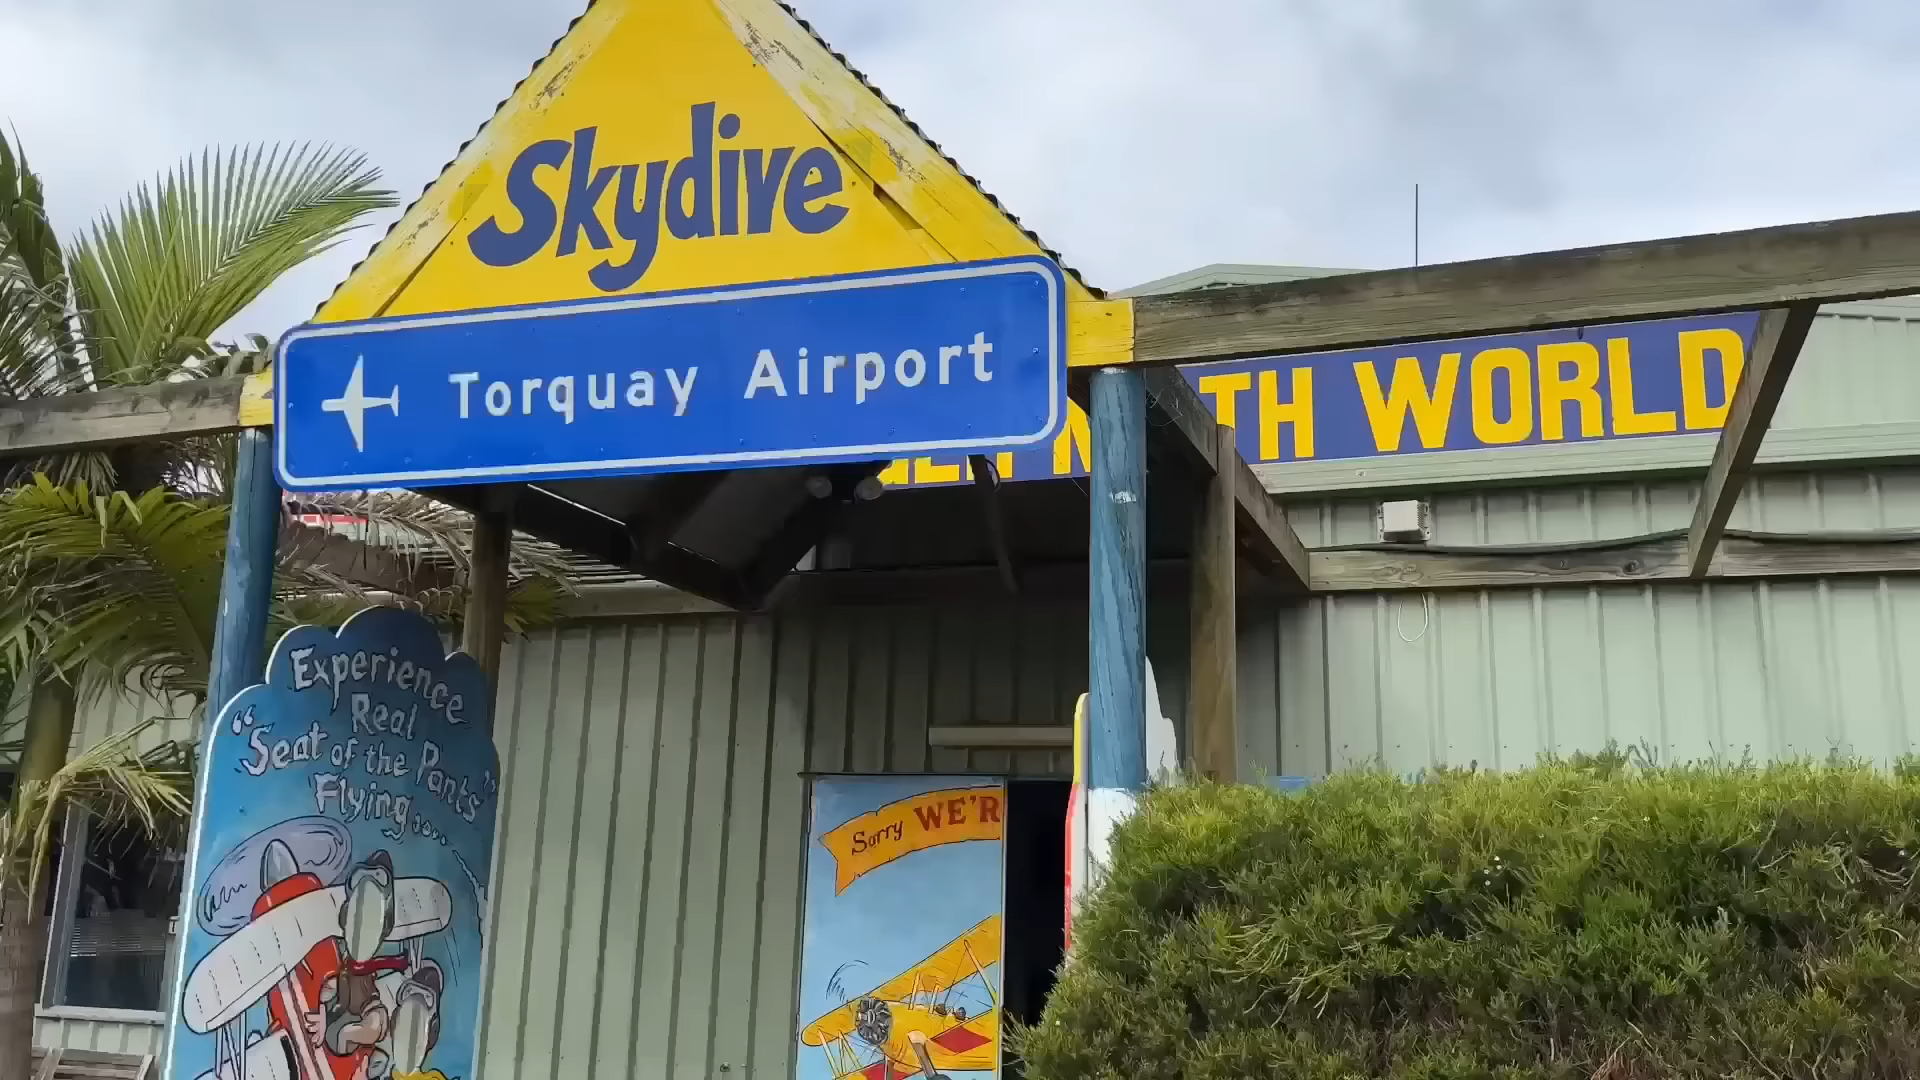 Skydive
Torquay Airport
TH WORLD
Experience
Real
"Seat of the Pants"
Flying....
Sorry WE'R